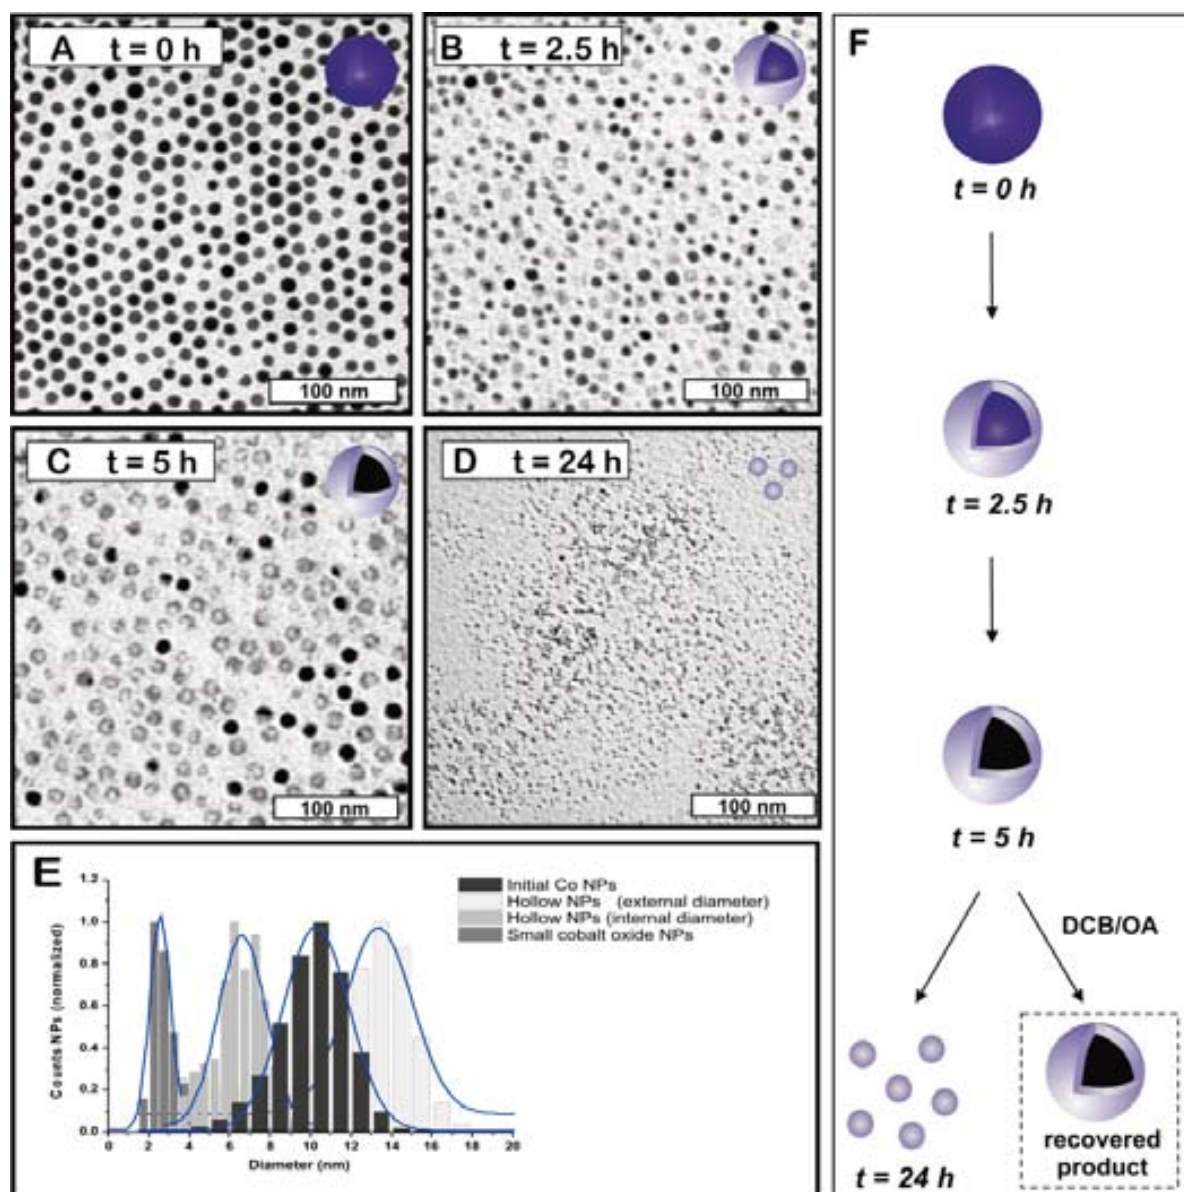 A t = 0 h
100 nm
B t = 2.5 h
100 nm
C t = 5 h
100 nm
D t = 24 h
100 nm
E
Initial Co NPs
Hollow NPs (external diameter)
Hollow NPs (internal diameter)
Small cobalt oxide NPs
Counts NPs (normalized)
1.2
1.0
0.8
0.6
0.4
0.2
0.0
0 2 4 6 8 10 12 14 16 18 20
Diameter (nm)
F
t = 0 h
t = 2.5 h
t = 5 h
DCB/OA
recovered
product
t = 24 h